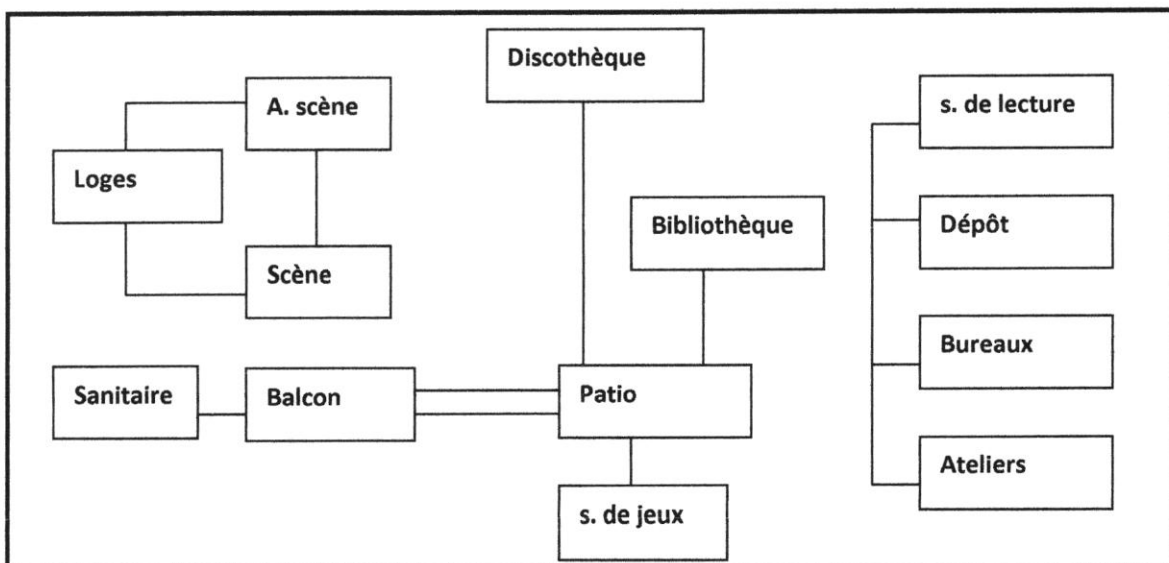 Discothèque
A. scène
s. de lecture
Loges
Bibliothèque
Dépôt
Scène
Bureaux
Sanitaire
Balcon
Patio
Ateliers
s. de jeux